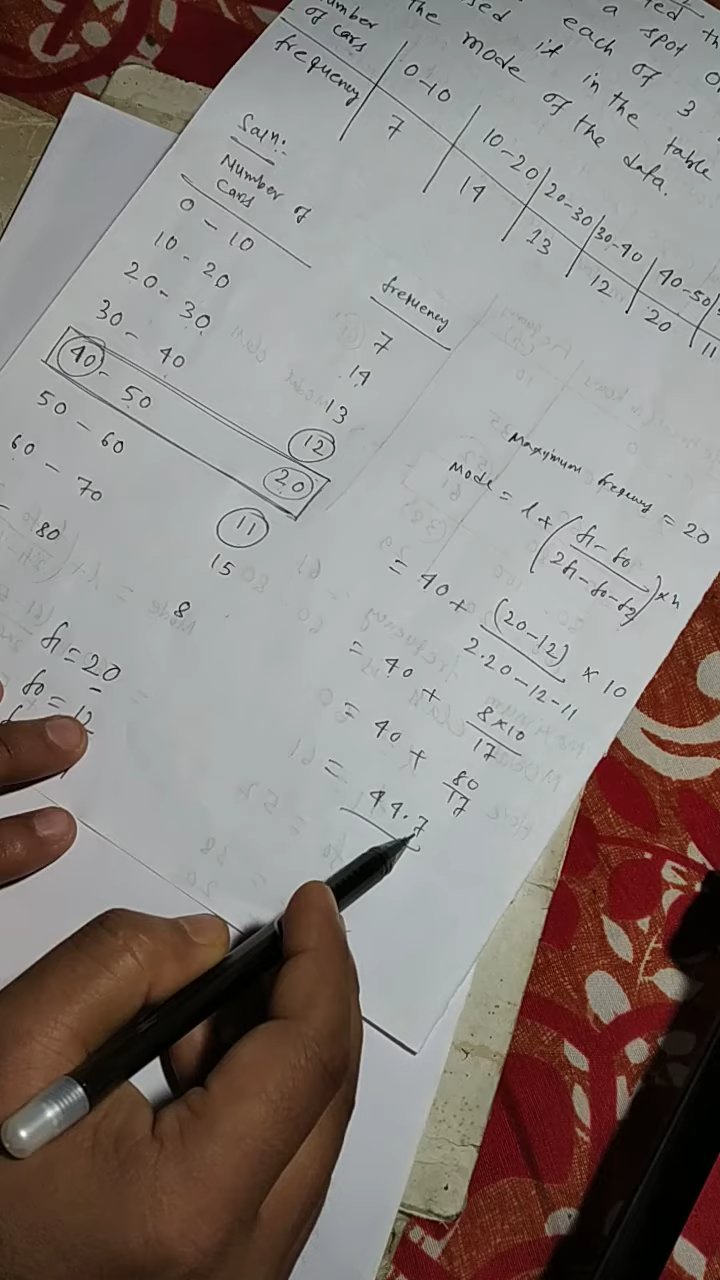 a spot
each of 3
in the table
the mode of the data.
number of cars 0-10 10-20 20-30 30-40 40-50
frequency 7 14 13 12 20 11
Soln:-
Number of cars frequency
0 - 10 7
10 - 20 14
20 - 30 13
30 - 40 12
40 - 50 20
50 - 60 11
60 - 70 15
80 8
Maximum frequency = 20
Mode = l + (f1-f0/2f1-f0-f2) × h
= 40 + (20-12)/2.20-12-11 × 10
= 40 + 8×10/17
= 40 + 80/17
= 44.7
f1 = 20
f0 = 12